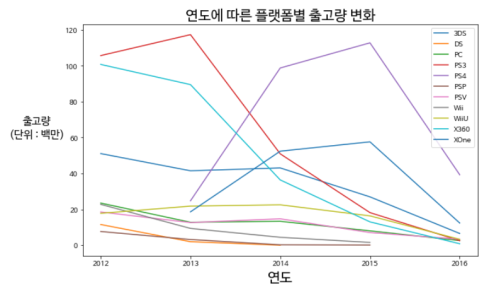 연도에 따른 플랫폼별 출고량 변화
120
100
80
60
40
20
0
출고량
(단위 : 백만)
3DS
DS
PC
PS3
PS4
PSP
PSV
Wii
WiiU
X360
XOne
2012
2013
2014
2015
2016
연도